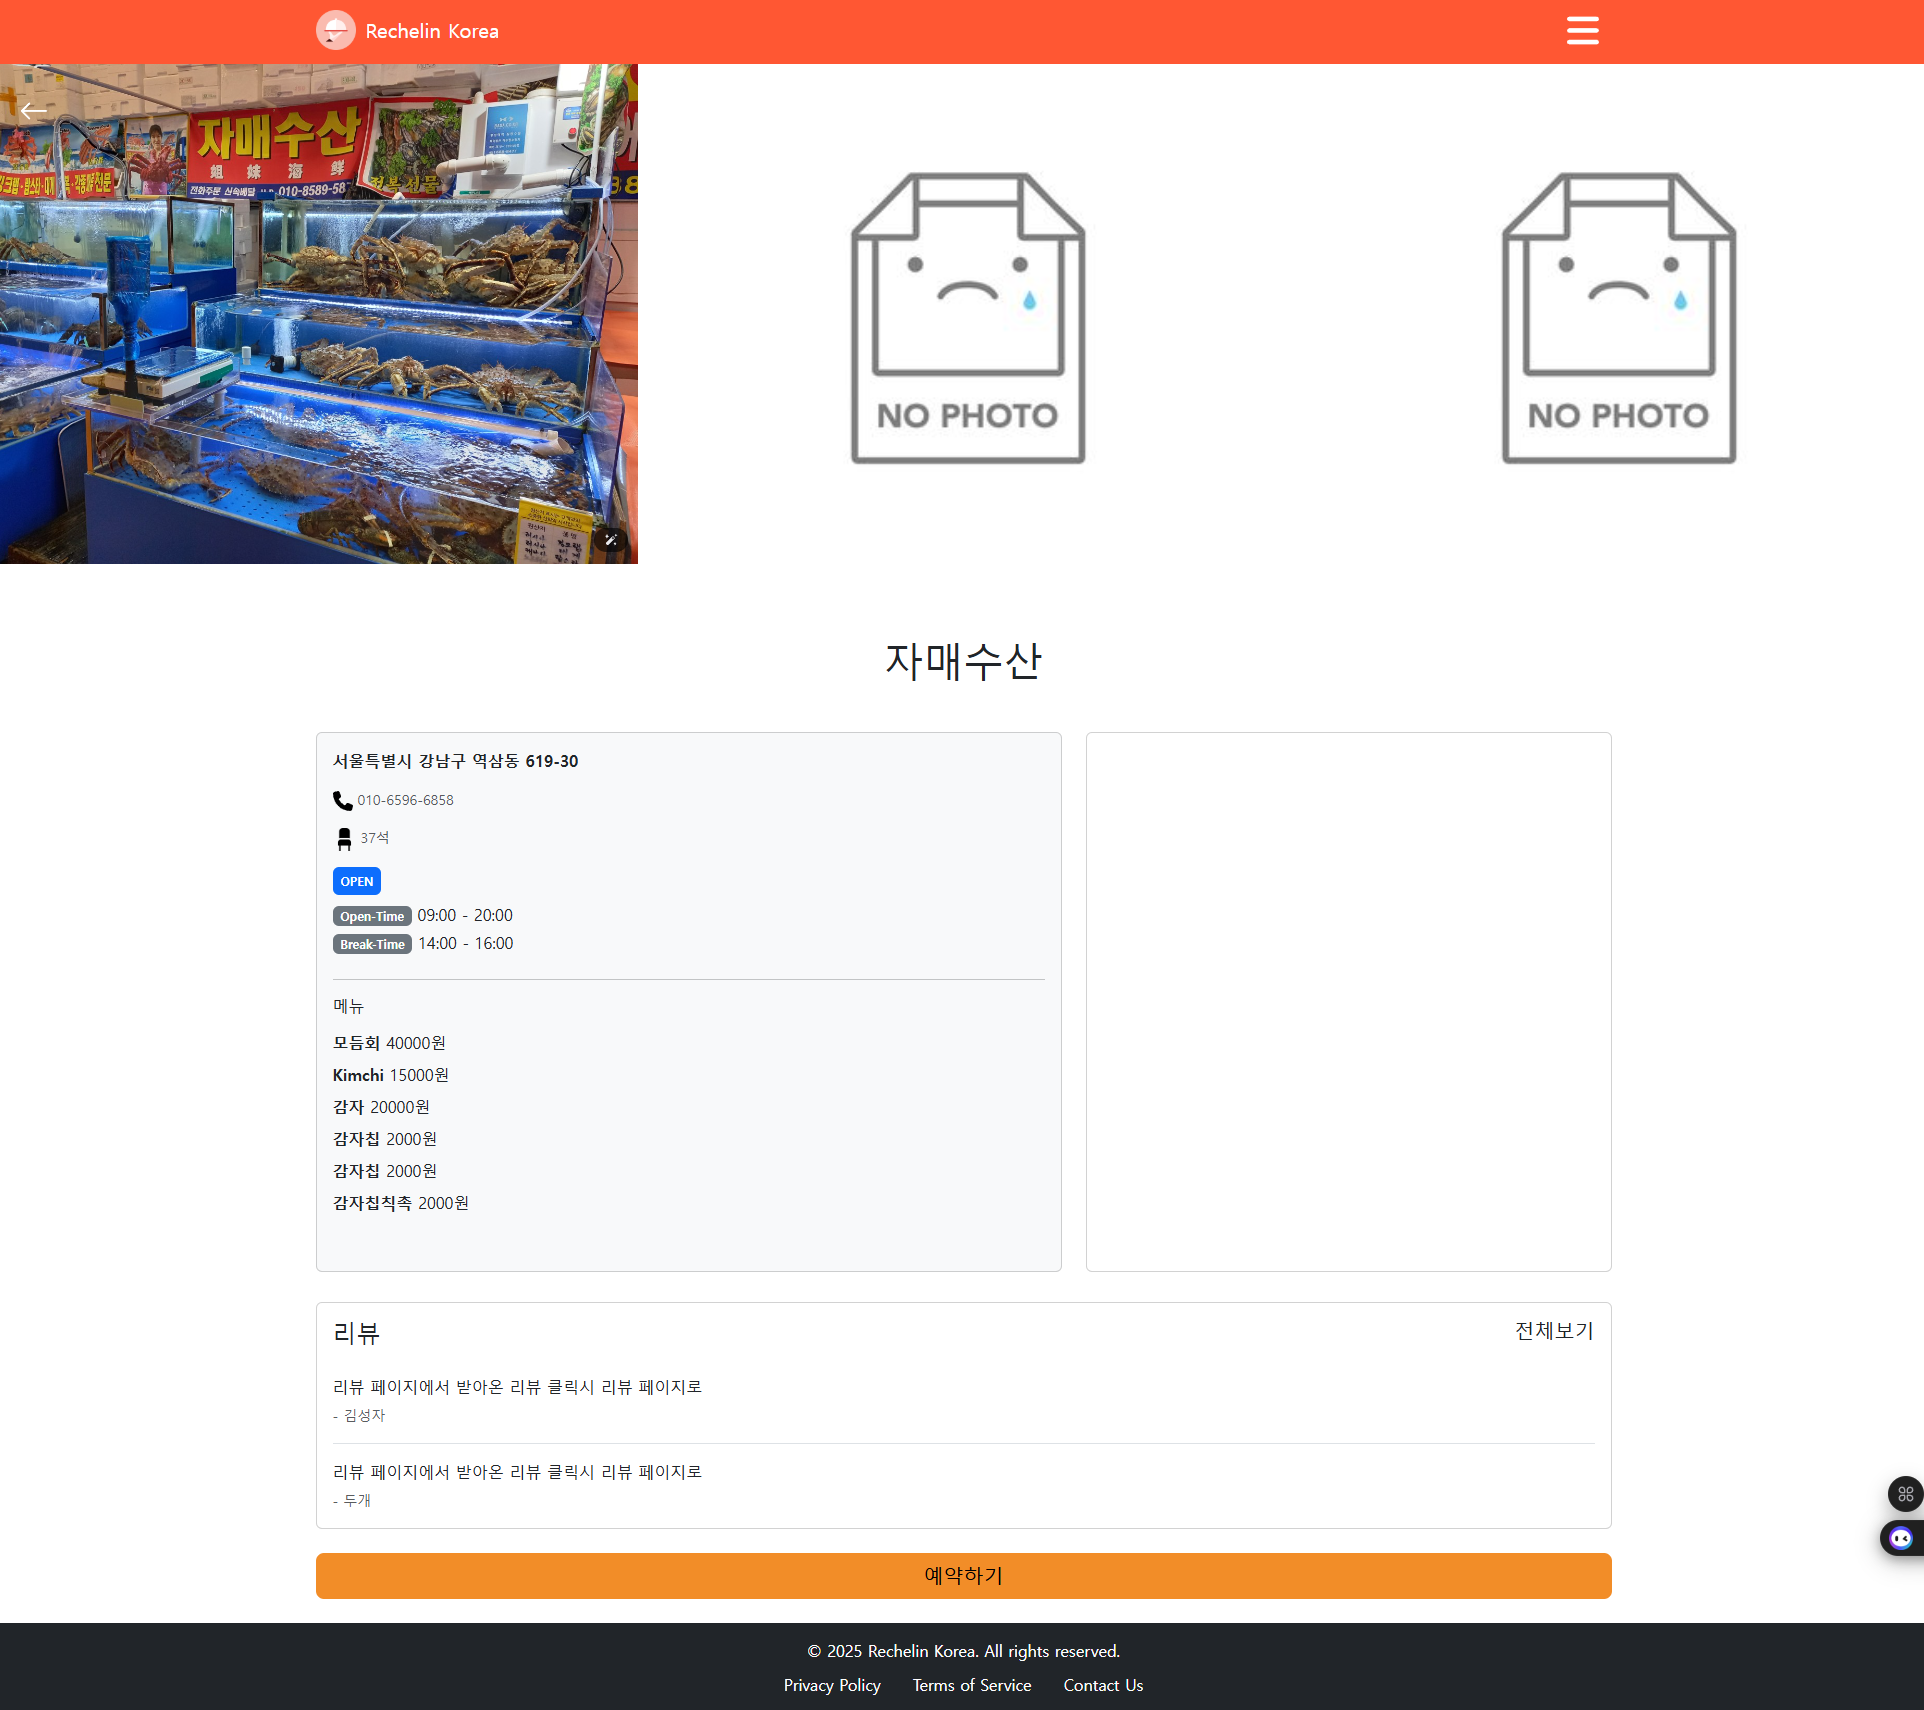 Rechelin Korea
자매수산
姐妹海鮮
전화주문 신속배달 010-8589-587
전복선물
NO PHOTO
NO PHOTO
자매수산
서울특별시 강남구 역삼동 619-30
010-6596-6858
37석
OPEN
Open-Time 09:00 - 20:00
Break-Time 14:00 - 16:00
메뉴
모듬회 40000원
Kimchi 15000원
감자 20000원
감자칩 2000원
감자칩 2000원
감자칩칙촉 2000원
리뷰 전체보기
리뷰 페이지에서 받아온 리뷰 클릭시 리뷰 페이지로
- 김성자
리뷰 페이지에서 받아온 리뷰 클릭시 리뷰 페이지로
- 두개
예약하기
© 2025 Rechelin Korea. All rights reserved.
Privacy Policy Terms of Service Contact Us